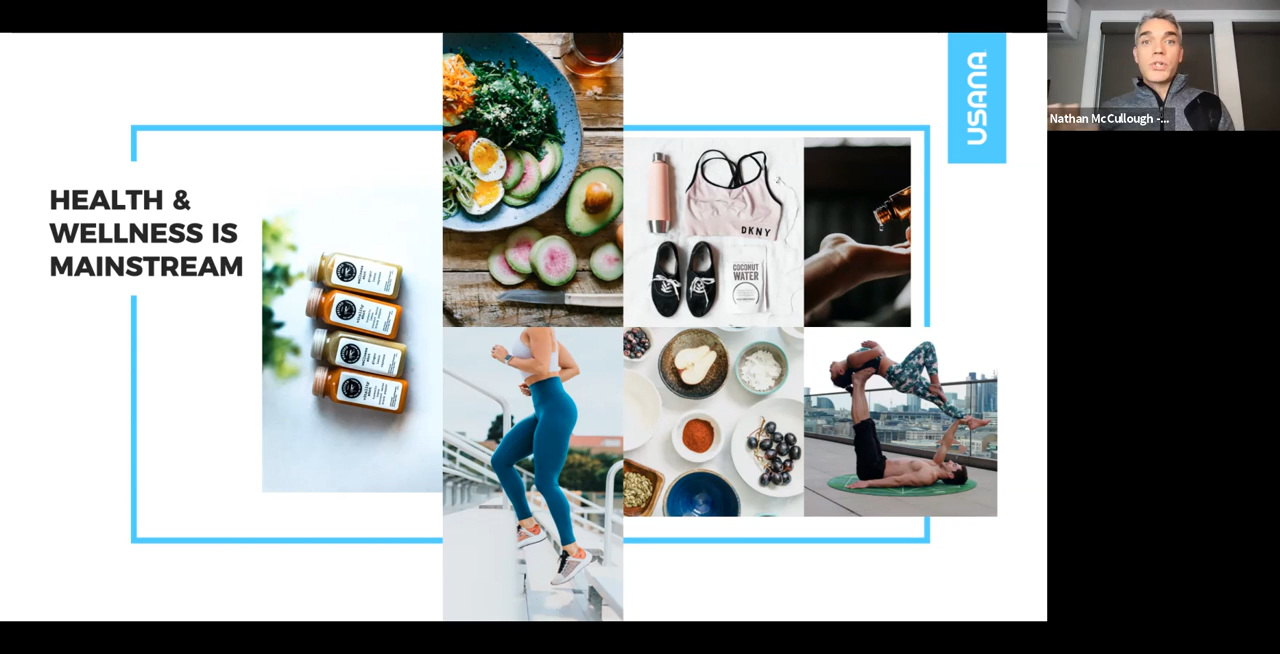 HEALTH &
WELLNESS IS
MAINSTREAM
USANA
DKNY
COCONUT
WATER
Nathan McCullough -...